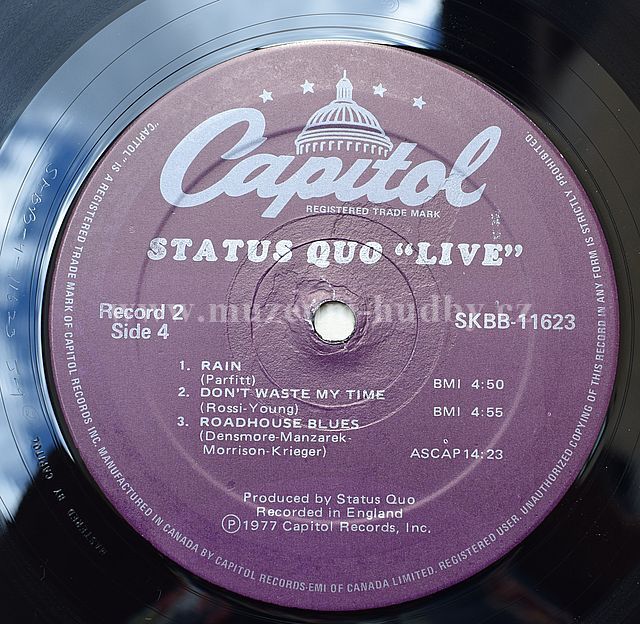 Capitol
REGISTERED TRADE MARK
STATUS QUO “LIVE”
Record 2
Side 4
SKBB-11623
www.muzeum-hudby.cz
1. RAIN
(Parfitt)
BMI 4:50
2. DON'T WASTE MY TIME
(Rossi-Young)
BMI 4:55
3. ROADHOUSE BLUES
(Densmore-Manzarek-
Morrison-Krieger)
ASCAP 14:23
Produced by Status Quo
Recorded in England
Ⓟ1977 Capitol Records, Inc.
"CAPITOL" IS A REGISTERED TRADE MARK OF CAPITOL RECORDS INC. MANUFACTURED IN CANADA BY CAPITOL RECORDS-EMI OF CANADA LIMITED. REGISTERED USER. UNAUTHORIZED COPYING OF THIS RECORD IN ANY FORM IS STRICTLY PROHIBITED.
MASTERED BY CAPITOL